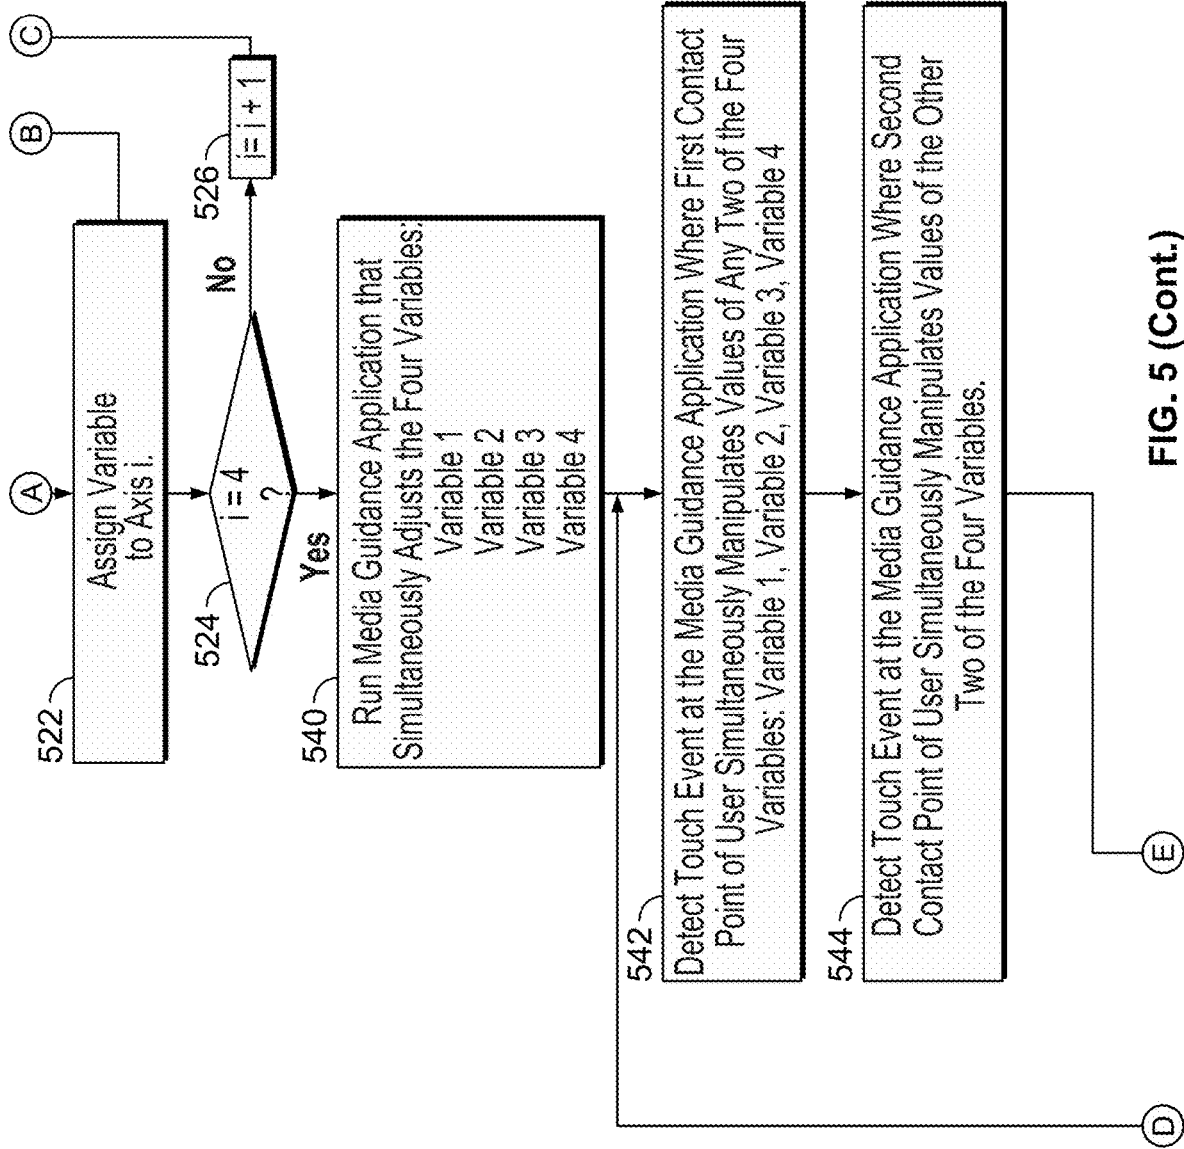 A
B
C
522
Assign Variable
to Axis i.
524
i = 4
?
No
526
i= i + 1
Yes
540
Run Media Guidance Application that
Simultaneously Adjusts the Four Variables:
Variable 1
Variable 2
Variable 3
Variable 4
542
Detect Touch Event at the Media Guidance Application Where First Contact
Point of User Simultaneously Manipulates Values of Any Two of the Four
Variables: Variable 1, Variable 2, Variable 3, Variable 4
544
Detect Touch Event at the Media Guidance Application Where Second
Contact Point of User Simultaneously Manipulates Values of the Other
Two of the Four Variables.
D
E
FIG. 5 (Cont.)